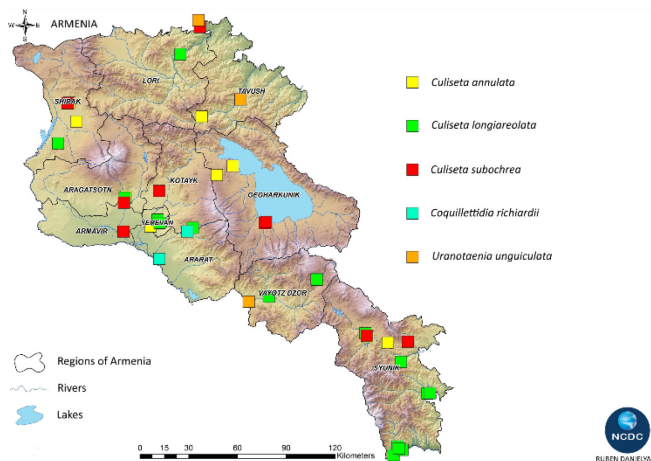 N
ARMENIA
LORI
TAVUSH
SHIRAK
KOTAYK
GEGHARKUNIK
ARAGATSOTN
YEREVAN
ARMAVIR
ARARAT
VAYOTZ DZOR
SYUNIK
Culiseta annulata
Culiseta longiareolata
Culiseta subochrea
Coquillettidia richiardii
Uranotaenia unguiculata
Regions of Armenia
Rivers
Lakes
0 15 30 60 90 120
Kilometers
NCDC
RUBEN DANIELYA